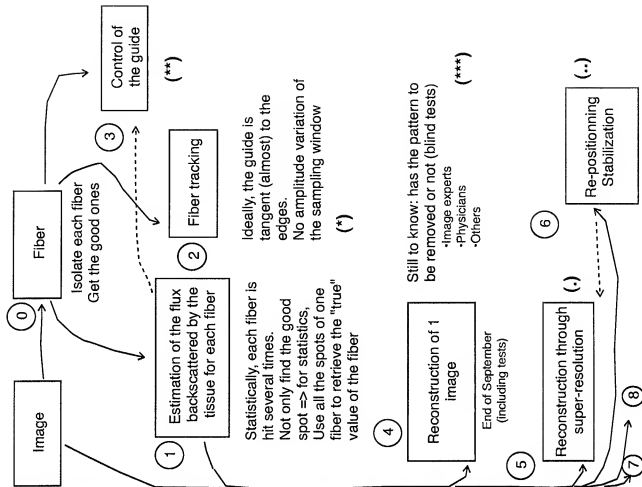 Image
0
Fiber
Isolate each fiber
Get the good ones
Control of
the guide
(**)
3
1
Estimation of the flux
backscattered by the
tissue for each fiber
Statistically, each fiber is
hit several times.
Not only find the good
spot => for statistics,
Use all the spots of one
fiber to retrieve the "true"
value of the fiber
2
Fiber tracking
Ideally, the guide is
tangent (almost) to the
edges.
No amplitude variation of
the sampling window
(*)
4
Reconstruction of 1
image
End of September
(including tests)
Still to know: has the pattern to
be removed or not (blind tests)
•Image experts
•Physicians
•Others
(***)
5
Reconstruction through
super-resolution
(.)
6
Re-positionning
Stabilization
(..)
7
8